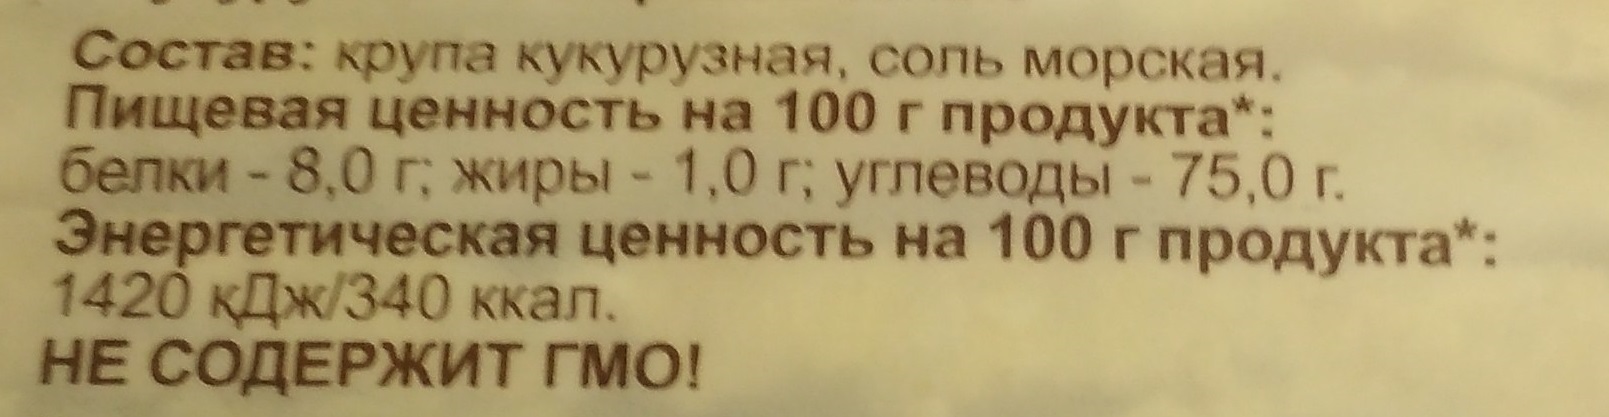 Состав: крупа кукурузная, соль морская.
Пищевая ценность на 100 г продукта*:
белки - 8,0 г; жиры - 1,0 г; углеводы - 75,0 г.
Энергетическая ценность на 100 г продукта*:
1420 кДж/340 ккал.
НЕ СОДЕРЖИТ ГМО!